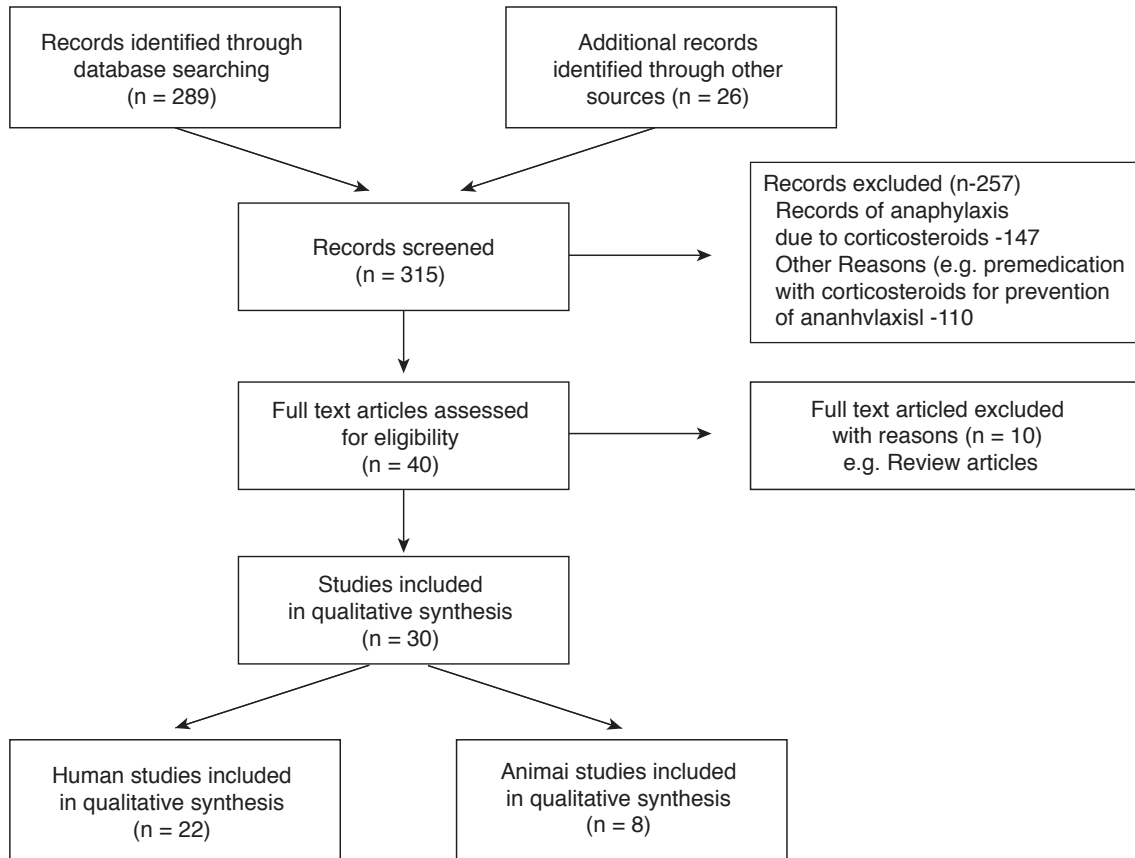 Records identified through
database searching
(n = 289)
Additional records
identified through other
sources (n = 26)
Records screened
(n = 315)
Records excluded (n-257)
Records of anaphylaxis
due to corticosteroids -147
Other Reasons (e.g. premedication
with corticosteroids for prevention
of ananhvlaxisl -110
Full text articles assessed
for eligibility
(n = 40)
Full text articled excluded
with reasons (n = 10)
e.g. Review articles
Studies included
in qualitative synthesis
(n = 30)
Human studies included
in qualitative synthesis
(n = 22)
Animai studies included
in qualitative synthesis
(n = 8)